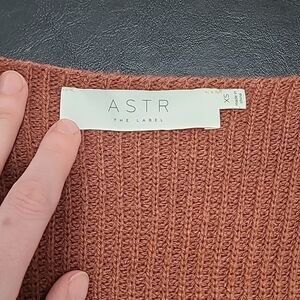 ASTR
THE LABEL
XS